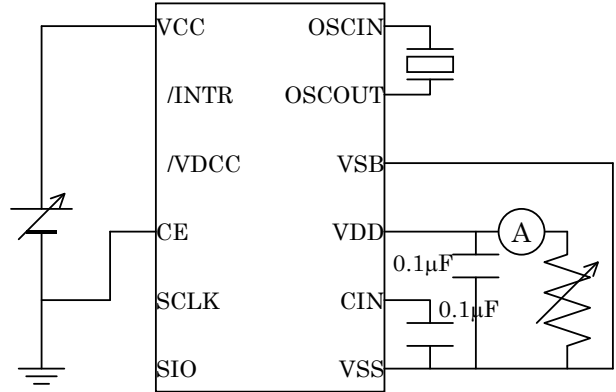 VCC OSCIN
/INTR OSCOUT
/VDCC VSB
CE VDD A
0.1μF
SCLK CIN 0.1μF
SIO VSS